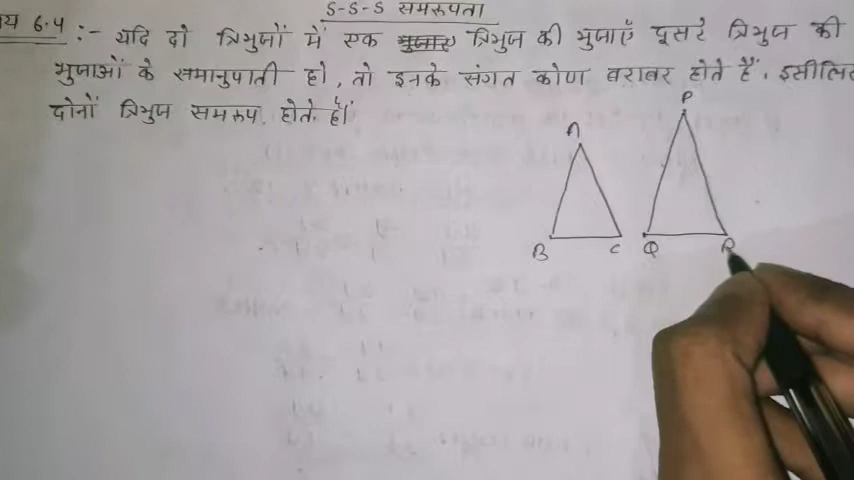 S-S-S समरूपता
6.4 :- यदि दो त्रिभुजों में एक त्रिभुज की भुजाएँ दूसरे त्रिभुज की
भुजाओं के समानुपाती हो, तो इनके संगत कोण बराबर होते हैं. इसीलिए
दोनों त्रिभुज समरूप होते हैं।
P
A
B C Q R